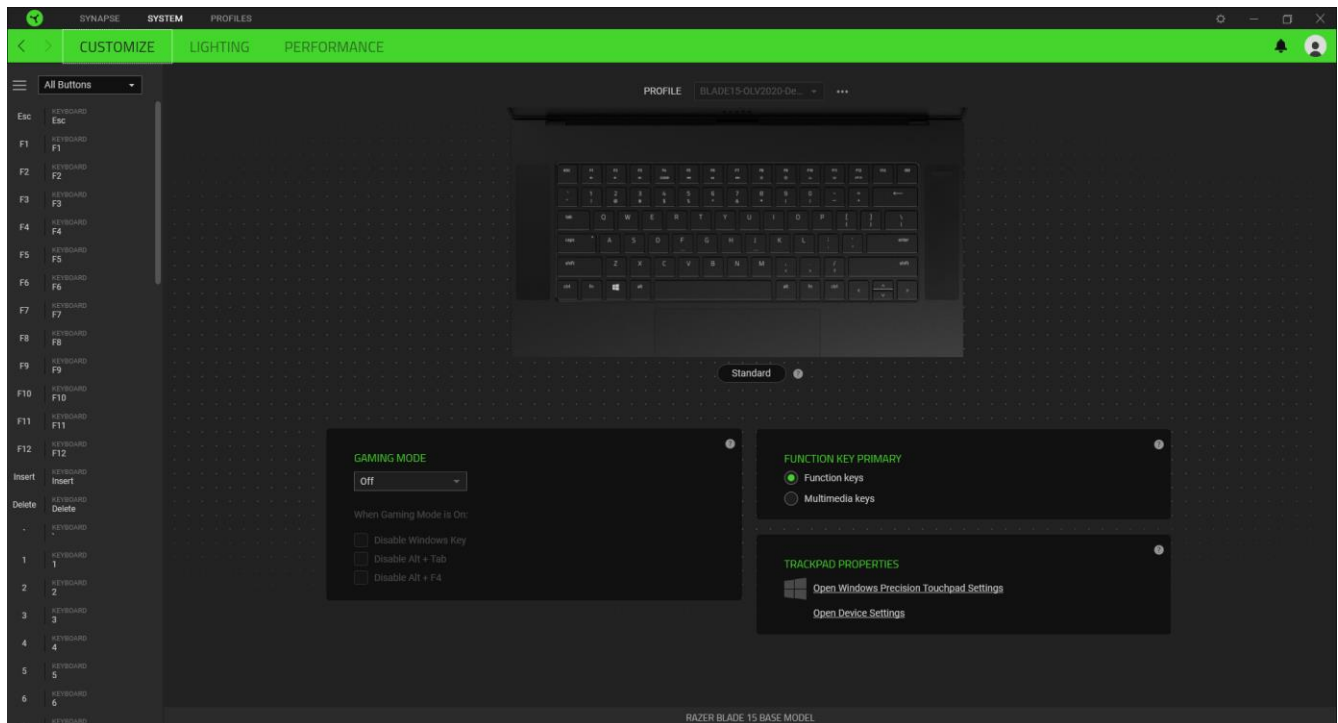 SYNAPSE SYSTEM PROFILES
CUSTOMIZE LIGHTING PERFORMANCE
All Buttons
PROFILE BLADE15-OLV2020-De... •••
Esc KEYBOARD
Esc
F1 KEYBOARD
F1
F2 KEYBOARD
F2
F3 KEYBOARD
F3
F4 KEYBOARD
F4
F5 KEYBOARD
F5
F6 KEYBOARD
F6
F7 KEYBOARD
F7
F8 KEYBOARD
F8
F9 KEYBOARD
F9
F10 KEYBOARD
F10
F11 KEYBOARD
F11
F12 KEYBOARD
F12
Insert KEYBOARD
Insert
Delete KEYBOARD
Delete
KEYBOARD
1 KEYBOARD
1
2 KEYBOARD
2
3 KEYBOARD
3
4 KEYBOARD
4
5 KEYBOARD
5
6 KEYBOARD
6
KEYBOARD
Q W E R T Y U I O P
A S D F G H J K L
Z X C V B N M
Standard ?
GAMING MODE ?
Off
When Gaming Mode is On:
Disable Windows Key
Disable Alt + Tab
Disable Alt + F4
FUNCTION KEY PRIMARY ?
Function keys
Multimedia keys
TRACKPAD PROPERTIES ?
Open Windows Precision Touchpad Settings
Open Device Settings
RAZER BLADE 15 BASE MODEL